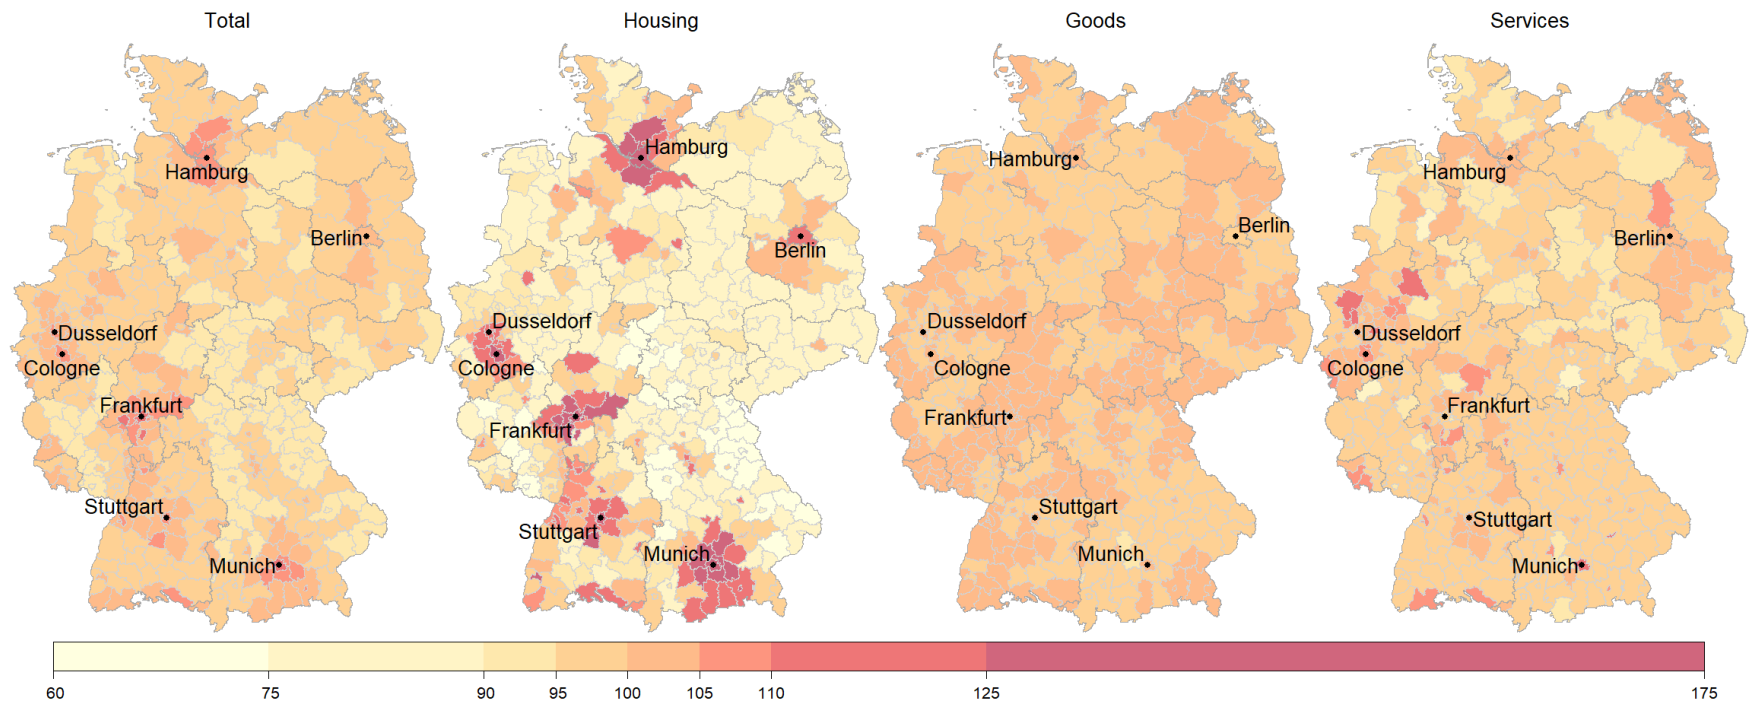 Total
Housing
Goods
Services
Hamburg
Berlin
Dusseldorf
Cologne
Frankfurt
Stuttgart
Munich
Hamburg
Berlin
Dusseldorf
Cologne
Frankfurt
Stuttgart
Munich
Hamburg
Berlin
Dusseldorf
Cologne
Frankfurt
Stuttgart
Munich
Hamburg
Berlin
Dusseldorf
Cologne
Frankfurt
Stuttgart
Munich
60 75 90 95 100 105 110 125 175